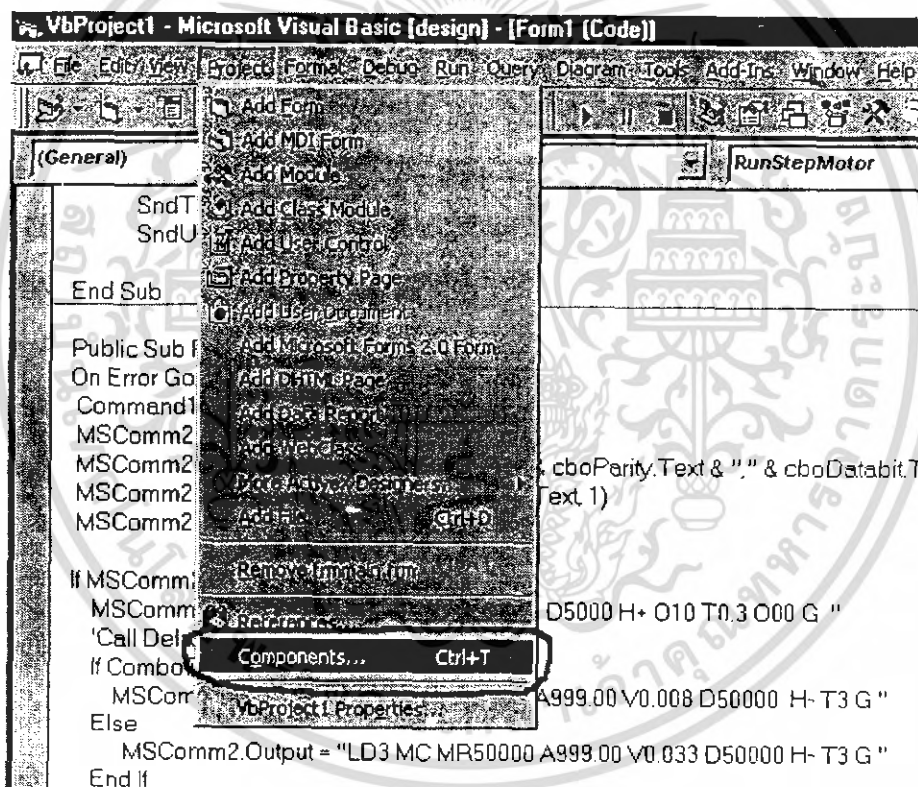 VbProject1 - Microsoft Visual Basic [design] - [Form1 (Code)]
File Edit View Project Format Debug Run Query Diagram Tools Add-Ins Window Help
(General) RunStepMotor
Add Form
Add MDI Form
Add Module
Add Class Module
Add User Control
Add Property Page
Add User Document
Add Microsoft Forms 2.0 Form
Add DHTML Page
Add Data Report
Add WebClass
More ActiveX Designers
Add File... Ctrl+D
Remove frmmain.frm
References...
Components... Ctrl+T
VbProject1 Properties...
SndT
SndU
End Sub
Public Sub
On Error Go
Command1
MSComm2
MSComm2 & cboParity.Text & "," & cboDatabit.T
MSComm2 Text, 1)
MSComm2
If MSComm
MSComm D5000 H+ O10 T0.3 O00 G "
'Call Del
If Combo
MSCom A999.00 V0.008 D50000 H- T3 G "
Else
MSComm2.Output = "LD3 MC MR50000 A999.00 V0.033 D50000 H- T3 G "
End If